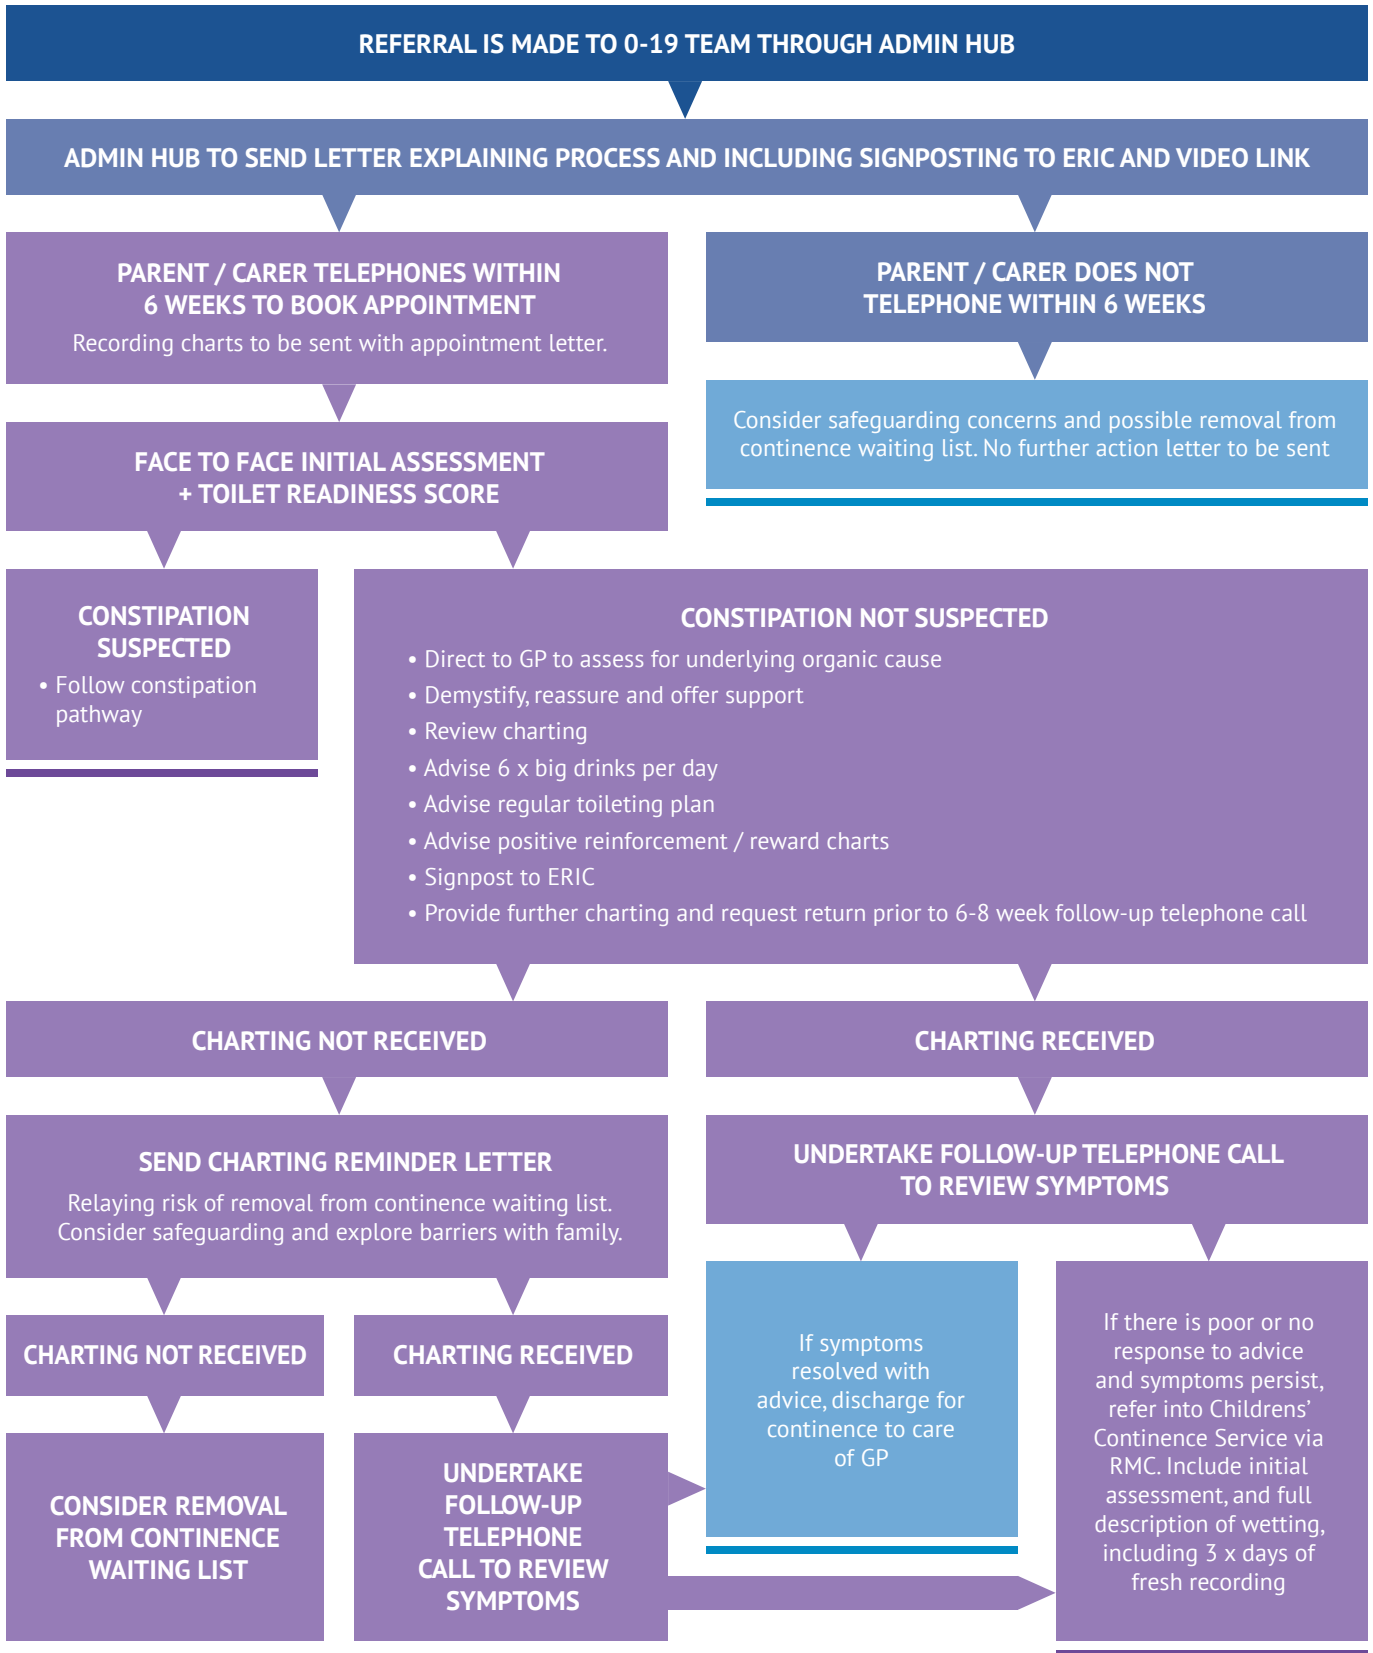 REFERRAL IS MADE TO 0-19 TEAM THROUGH ADMIN HUB
ADMIN HUB TO SEND LETTER EXPLAINING PROCESS AND INCLUDING SIGNPOSTING TO ERIC AND VIDEO LINK
PARENT / CARER TELEPHONES WITHIN
6 WEEKS TO BOOK APPOINTMENT
Recording charts to be sent with appointment letter.
PARENT / CARER DOES NOT
TELEPHONE WITHIN 6 WEEKS
Consider safeguarding concerns and possible removal from
continence waiting list. No further action letter to be sent
FACE TO FACE INITIAL ASSESSMENT
+ TOILET READINESS SCORE
CONSTIPATION
SUSPECTED
• Follow constipation
pathway
CONSTIPATION NOT SUSPECTED
• Direct to GP to assess for underlying organic cause
• Demystify, reassure and offer support
• Review charting
• Advise 6 x big drinks per day
• Advise regular toileting plan
• Advise positive reinforcement / reward charts
• Signpost to ERIC
• Provide further charting and request return prior to 6-8 week follow-up telephone call
CHARTING NOT RECEIVED
CHARTING RECEIVED
SEND CHARTING REMINDER LETTER
Relaying risk of removal from continence waiting list.
Consider safeguarding and explore barriers with family.
UNDERTAKE FOLLOW-UP TELEPHONE CALL
TO REVIEW SYMPTOMS
CHARTING NOT RECEIVED
CHARTING RECEIVED
CONSIDER REMOVAL
FROM CONTINENCE
WAITING LIST
UNDERTAKE
FOLLOW-UP
TELEPHONE
CALL TO REVIEW
SYMPTOMS
If symptoms
resolved with
advice, discharge for
continence to care
of GP
If there is poor or no
response to advice
and symptoms persist,
refer into Childrens’
Continence Service via
RMC. Include initial
assessment, and full
description of wetting,
including 3 x days of
fresh recording